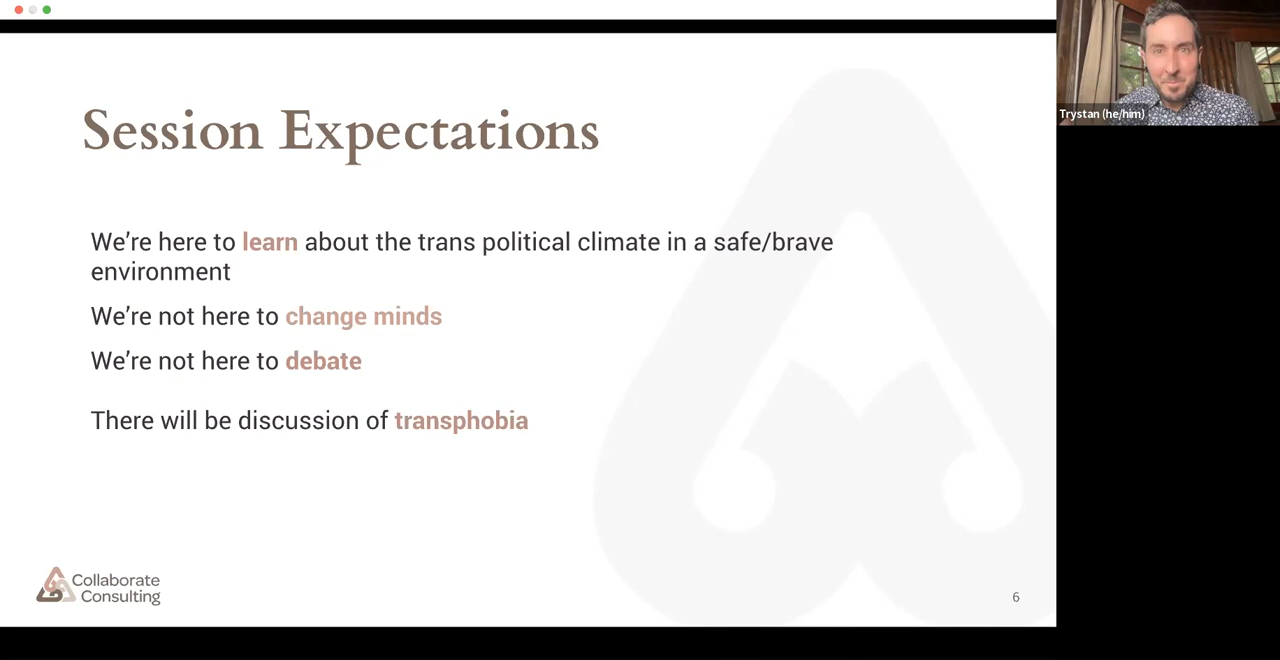 Session Expectations
We’re here to learn about the trans political climate in a safe/brave
environment
We’re not here to change minds
We’re not here to debate
There will be discussion of transphobia
Collaborate
Consulting
6
Trystan (he/him)